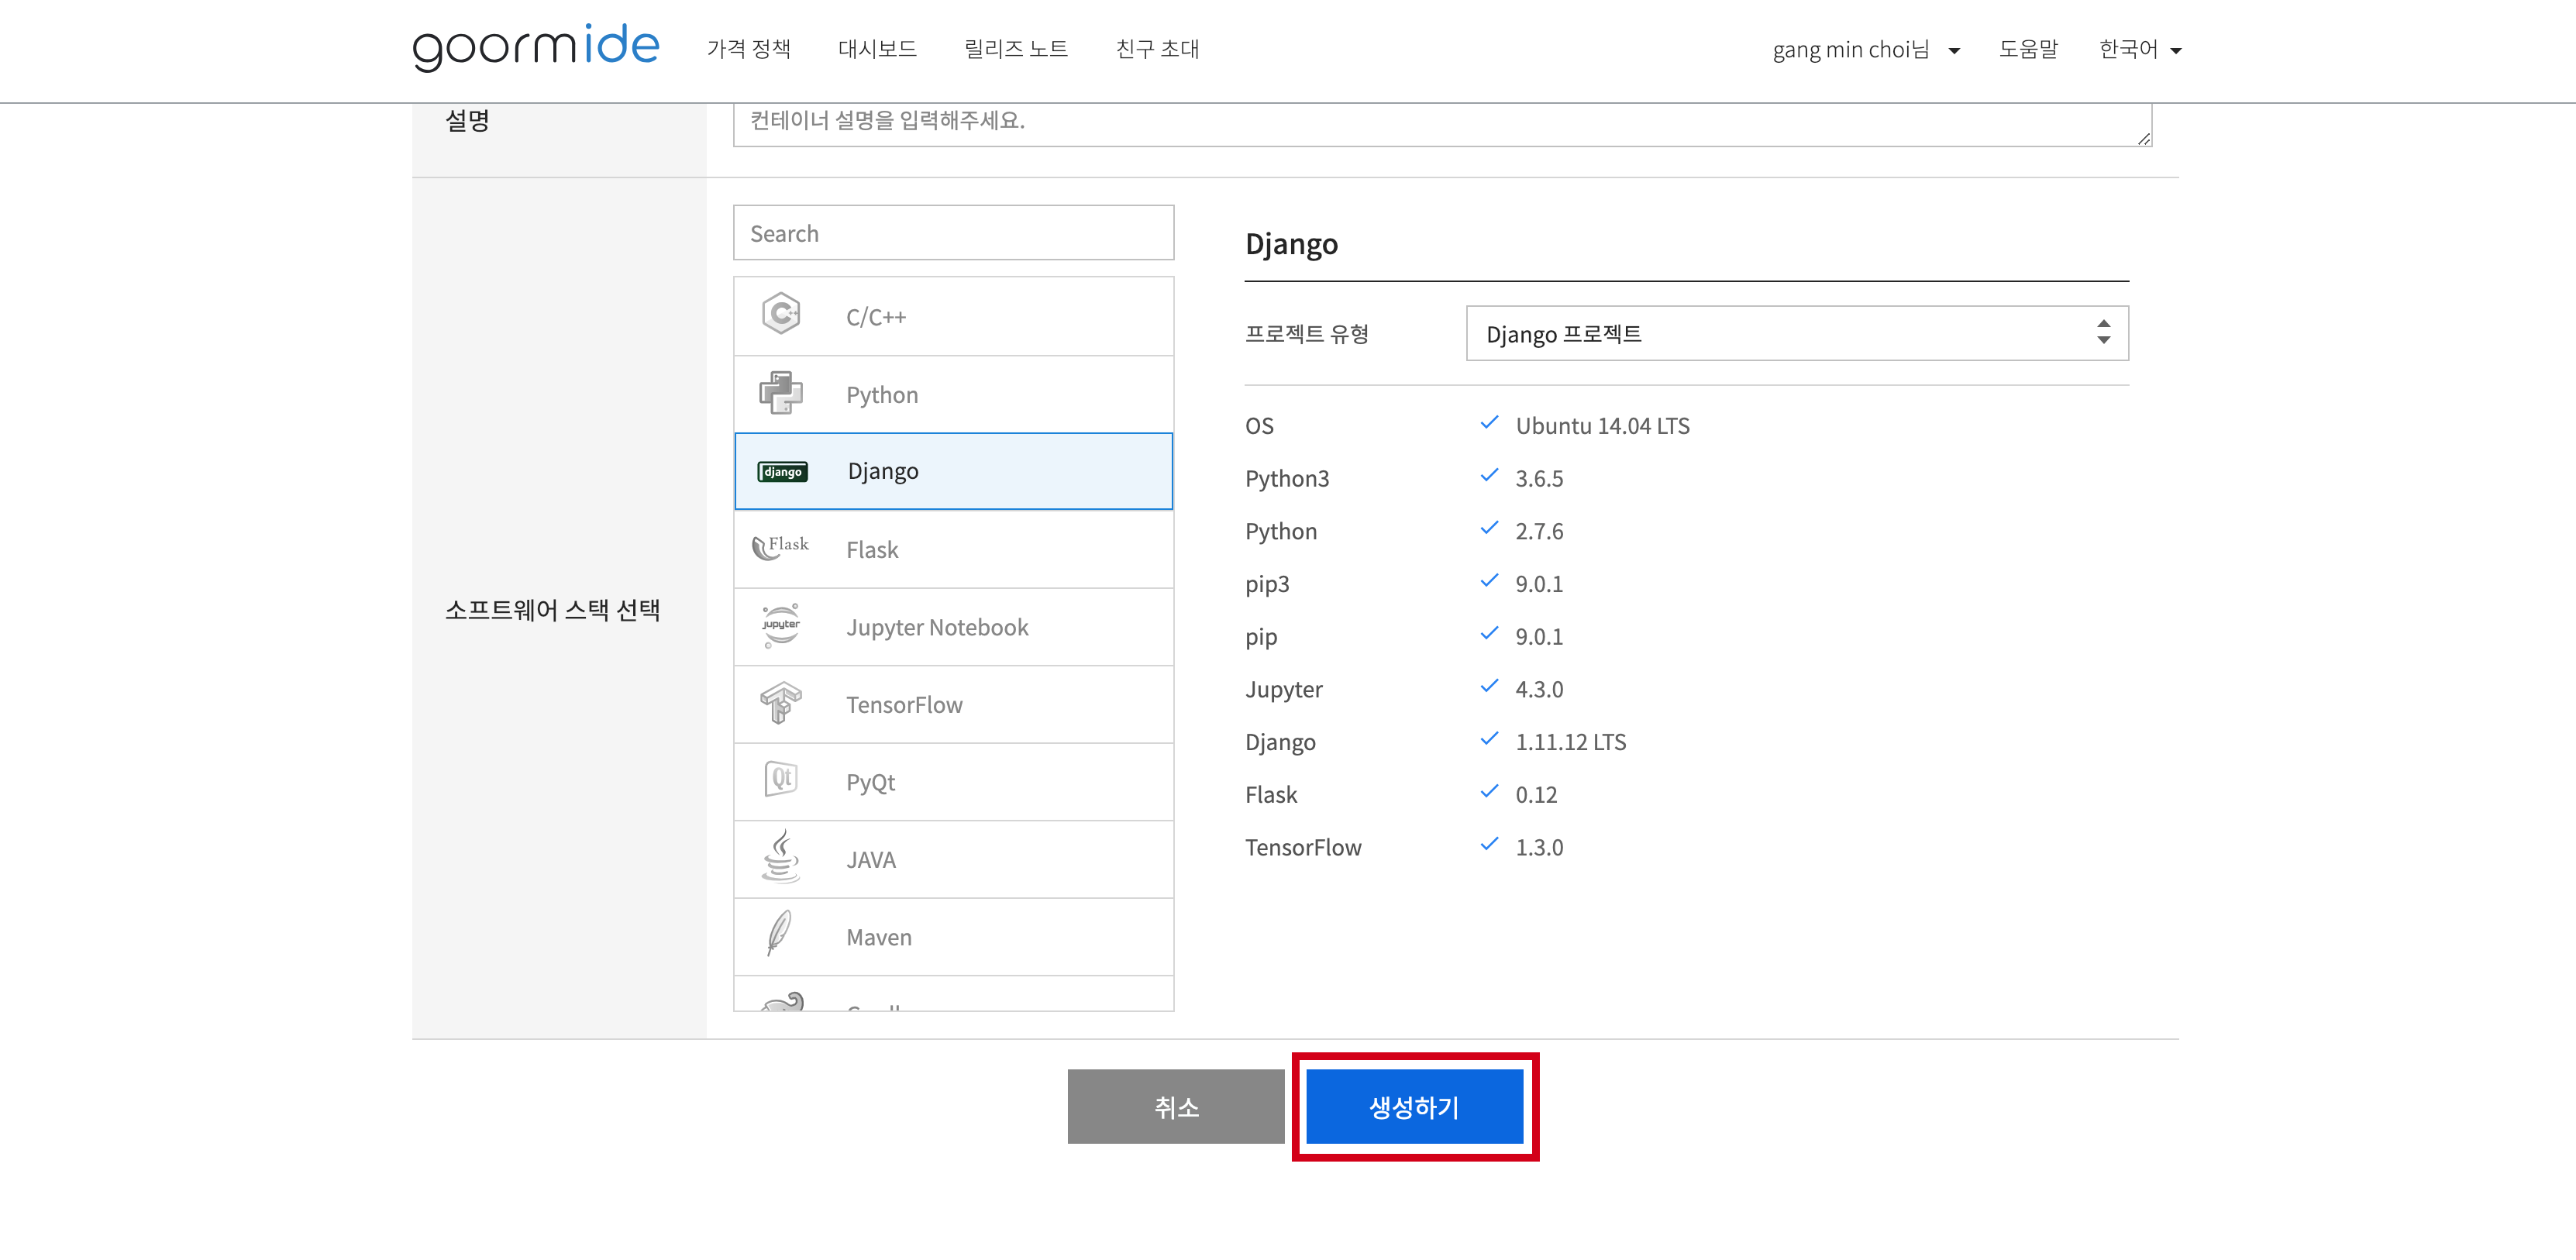 goormide 가격 정책 대시보드 릴리즈 노트 친구 초대 gang min choi님 도움말 한국어
설명 컨테이너 설명을 입력해주세요.
소프트웨어 스택 선택
Search
C/C++
Python
django Django
Flask Flask
jupyter Jupyter Notebook
TensorFlow
Qt PyQt
JAVA
Maven
Django
프로젝트 유형 Django 프로젝트
OS Ubuntu 14.04 LTS
Python3 3.6.5
Python 2.7.6
pip3 9.0.1
pip 9.0.1
Jupyter 4.3.0
Django 1.11.12 LTS
Flask 0.12
TensorFlow 1.3.0
취소 생성하기